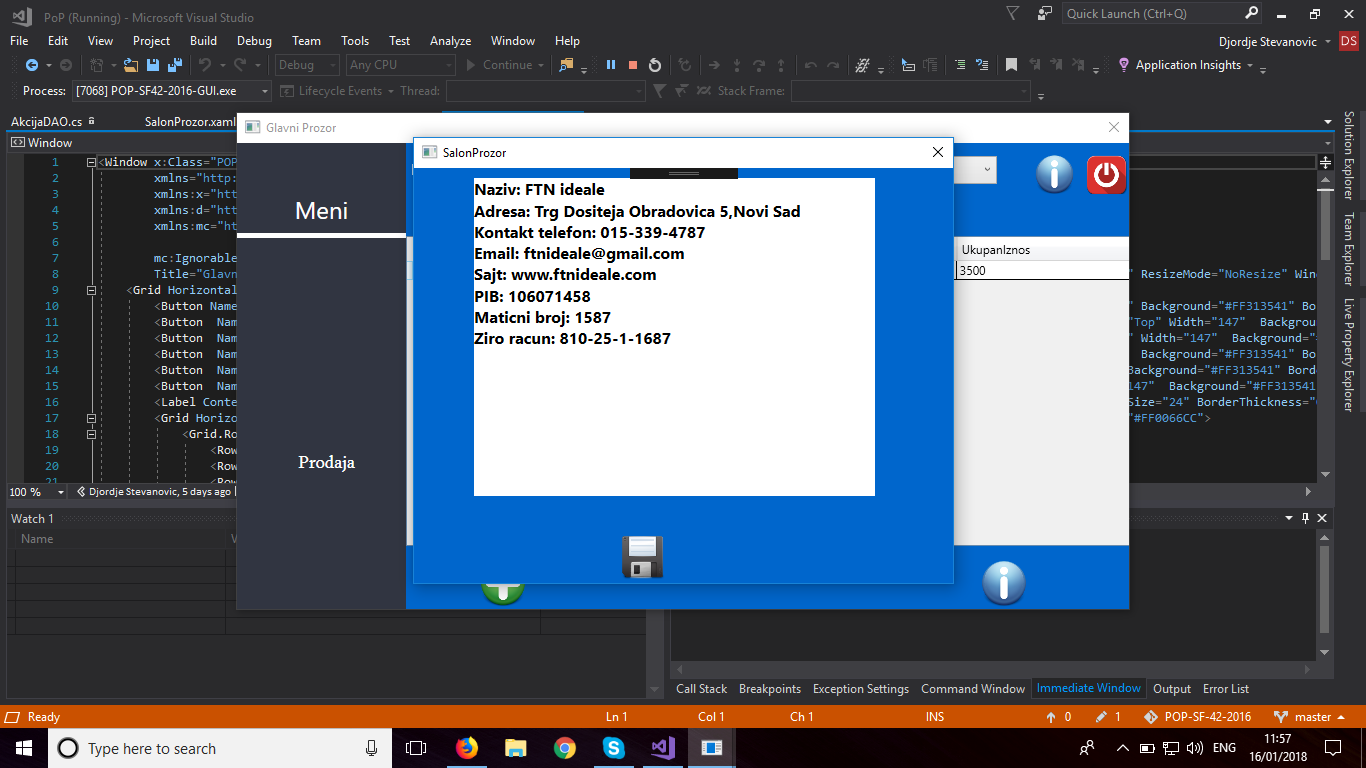 PoP (Running) - Microsoft Visual Studio
Quick Launch (Ctrl+Q)
File Edit View Project Build Debug Team Tools Test Analyze Window Help
Djordje Stevanovic DS
Debug Any CPU Continue Application Insights
Process: [7068] POP-SF42-2016-GUI.exe Lifecycle Events Thread: Stack Frame:
AkcijaDAO.cs SalonProzor.xaml
Glavni Prozor
Window
SalonProzor
1 <Window x:Class="POP
2 xmlns="http:
3 xmlns:x="htt
4 xmlns:d="htt
5 xmlns:mc="ht
6
7 mc:Ignorable
8 Title="Glavn
" ResizeMode="NoResize" Win
9 <Grid Horizontal
10 <Button Name
" Background="#FF313541" Bo
11 <Button Nam
"Top" Width="147" Backgrou
12 <Button Nam
" Width="147" Background="
13 <Button Nam
Background="#FF313541" Bo
14 <Button Nam
Background="#FF313541" Bord
15 <Button Nam
147" Background="#FF313541
16 <Label Conte
Size="24" BorderThickness="
17 <Grid Horizo
"#FF0066CC">
18 <Grid.Ro
19 <Row
20 <Row
21 <Row
Meni
Prodaja
Naziv: FTN ideale
Adresa: Trg Dositeja Obradovica 5,Novi Sad
Kontakt telefon: 015-339-4787
Email: ftnideale@gmail.com
Sajt: www.ftnideale.com
PIB: 106071458
Maticni broj: 1587
Ziro racun: 810-25-1-1687
UkupanIznos
3500
Solution Explorer
Team Explorer
Live Property Explorer
100 % Djordje Stevanovic, 5 days ago
Watch 1
Name V
Call Stack Breakpoints Exception Settings Command Window Immediate Window Output Error List
Ready Ln 1 Col 1 Ch 1 INS 0 1 POP-SF-42-2016 master
Type here to search
ENG
11:57
16/01/2018